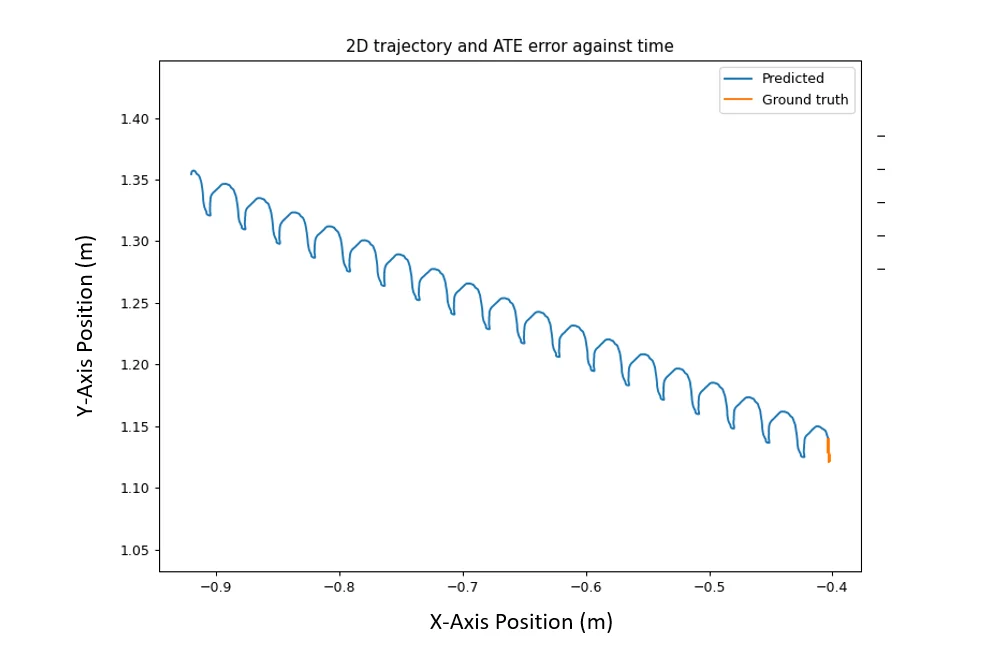 2D trajectory and ATE error against time
Predicted
Ground truth
1.40
1.35
1.30
1.25
1.20
1.15
1.10
1.05
Y-Axis Position (m)
−0.9 −0.8 −0.7 −0.6 −0.5 −0.4
X-Axis Position (m)